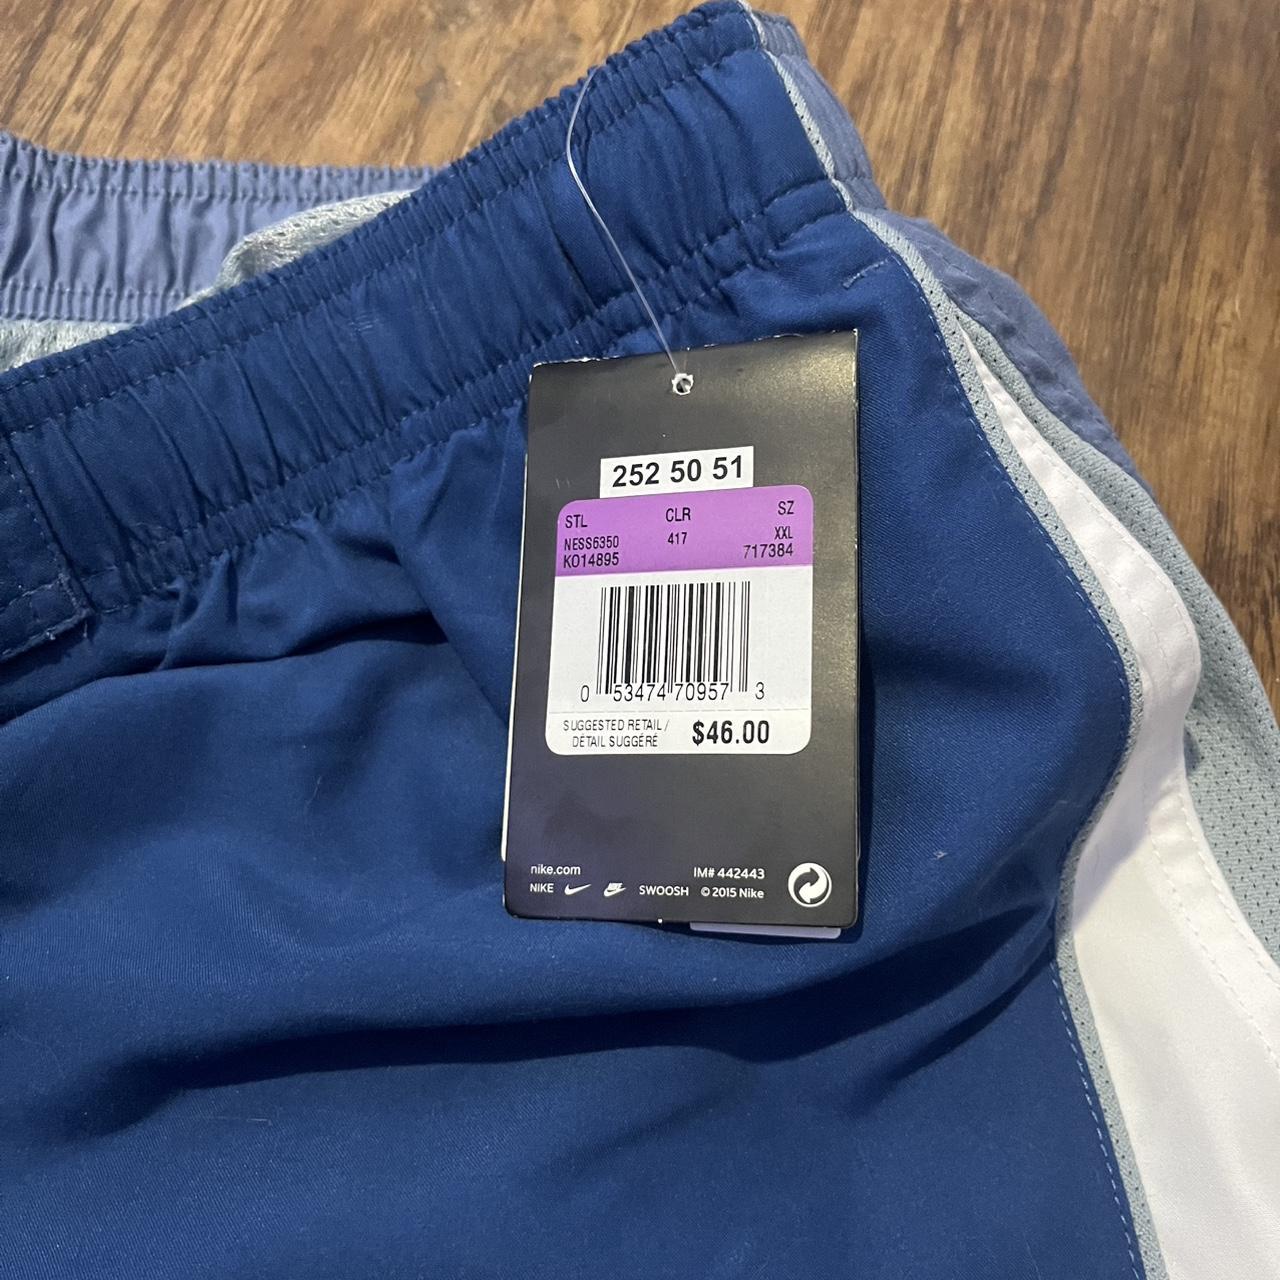 252 50 51
STL CLR SZ
NESS6350 417 XXL
KO14895 717384
0 53474 70957 3
SUGGESTED RETAIL / $46.00
DÉTAIL SUGGÉRÉ
nike.com IM# 442443
NIKE SWOOSH © 2015 Nike